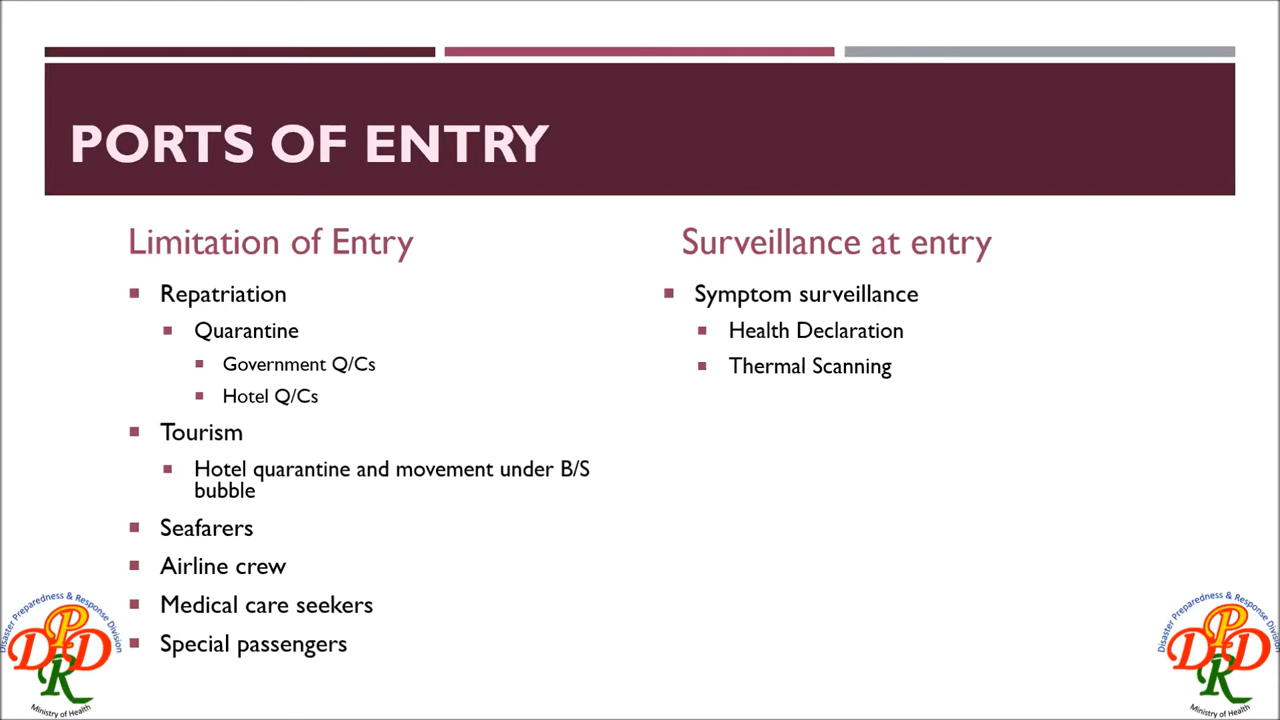 PORTS OF ENTRY
Limitation of Entry
Repatriation
Quarantine
Government Q/Cs
Hotel Q/Cs
Tourism
Hotel quarantine and movement under B/S
bubble
Seafarers
Airline crew
Medical care seekers
Special passengers
Surveillance at entry
Symptom surveillance
Health Declaration
Thermal Scanning
Disaster Preparedness & Response Division
DPRD
Ministry of Health
Disaster Preparedness & Response Division
DPRD
Ministry of Health